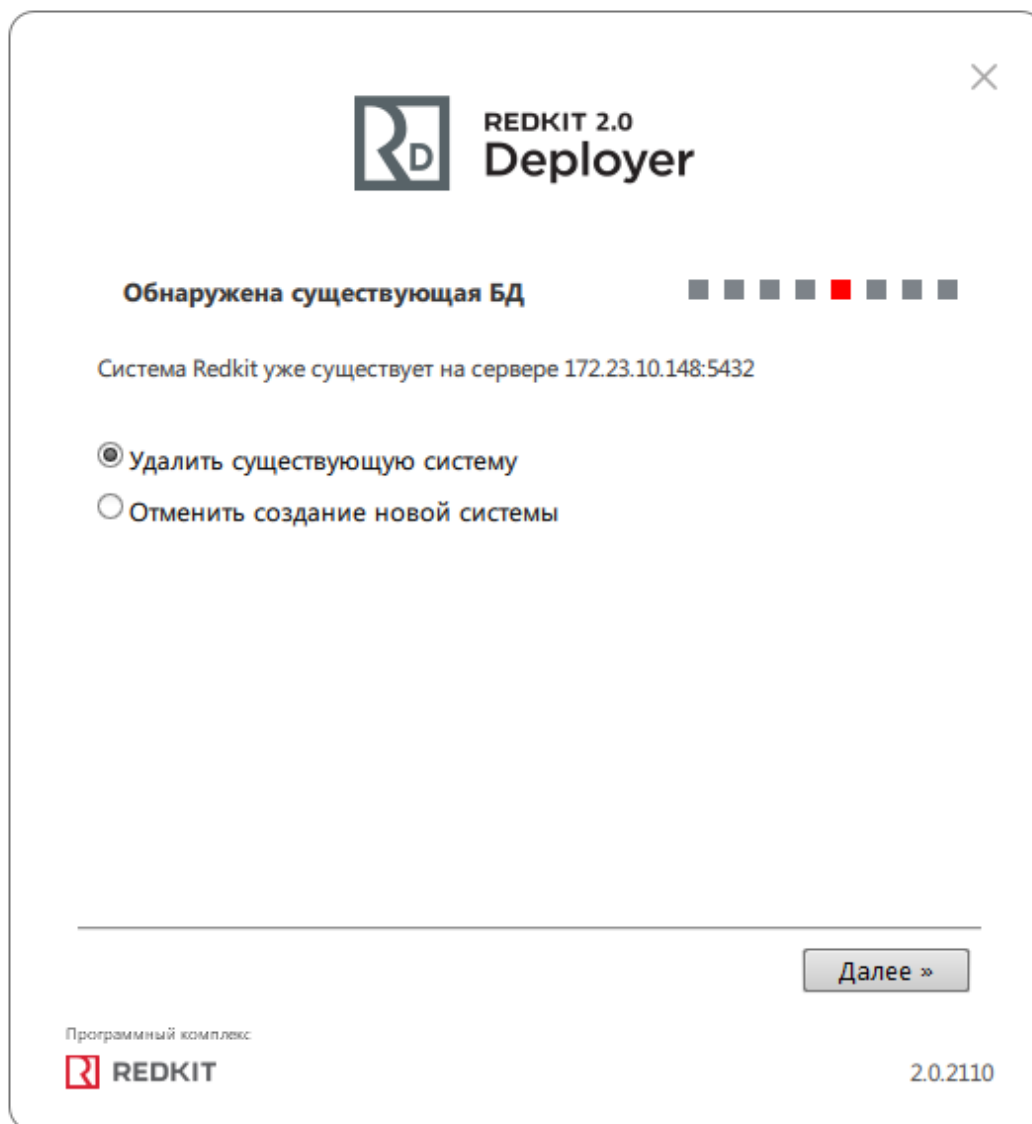 REDKIT 2.0
RD
Deployer
Обнаружена существующая БД
Система Redkit уже существует на сервере 172.23.10.148:5432
Удалить существующую систему
Отменить создание новой системы
Далее »
Программный комплекс
REDKIT
2.0.2110